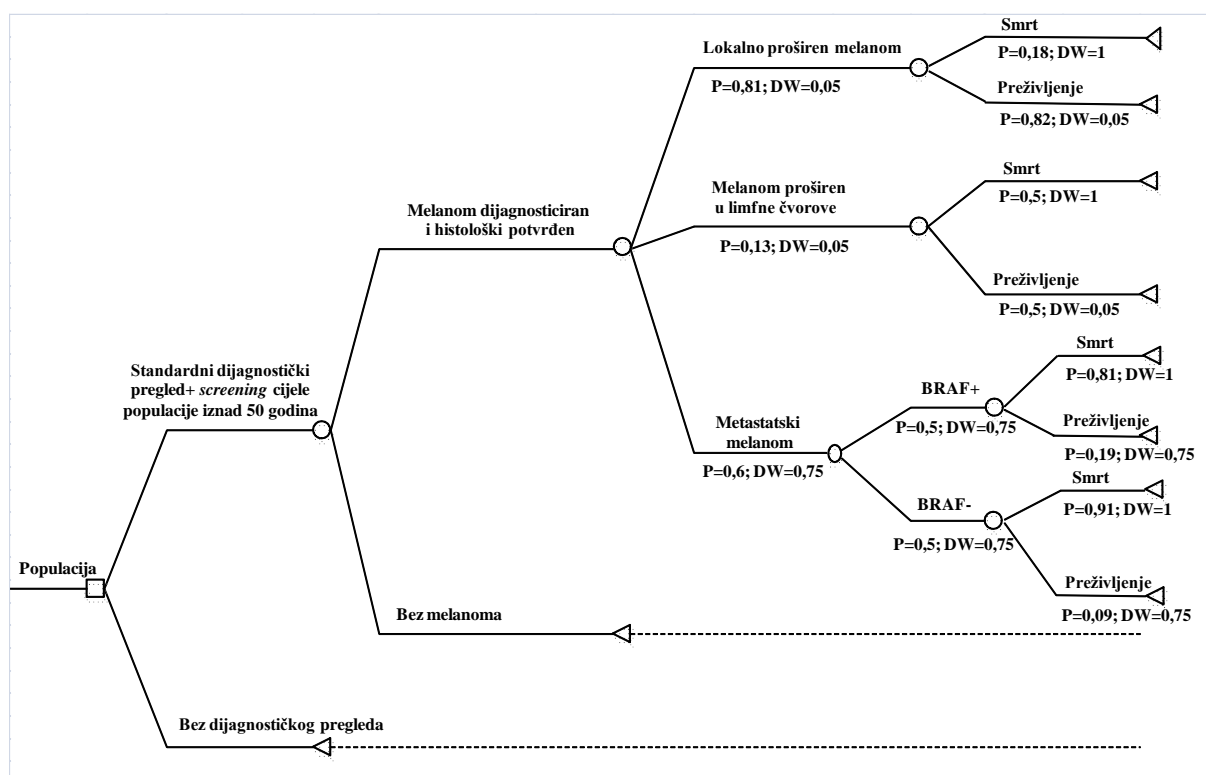 Smrt
P=0,18; DW=1
Lokalno proširen melanom
P=0,81; DW=0,05
Preživljenje
P=0,82; DW=0,05
Smrt
P=0,5; DW=1
Melanom proširen
u limfne čvorove
P=0,13; DW=0,05
Preživljenje
P=0,5; DW=0,05
Melanom dijagnosticiran
i histološki potvrđen
Smrt
P=0,81; DW=1
BRAF+
P=0,5; DW=0,75
Preživljenje
P=0,19; DW=0,75
Metastatski
melanom
P=0,6; DW=0,75
Smrt
P=0,91; DW=1
BRAF-
P=0,5; DW=0,75
Preživljenje
P=0,09; DW=0,75
Standardni dijagnostički
pregled+ screening cijele
populacije iznad 50 godina
Populacija
Bez melanoma
Bez dijagnostičkog pregleda